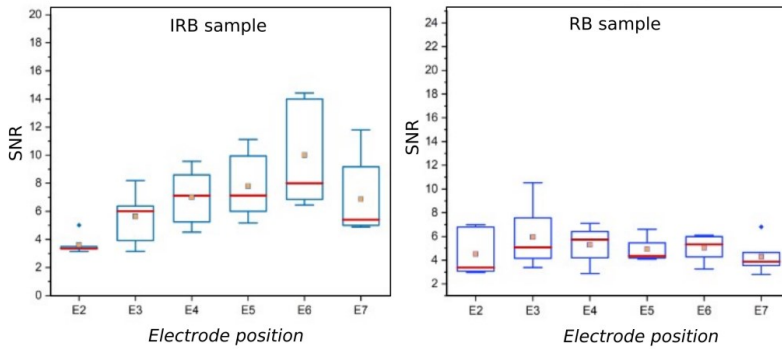 IRB sample
20
18
16
14
12
10
8
6
4
2
0
SNR
E2 E3 E4 E5 E6 E7
Electrode position
RB sample
24
22
20
18
16
14
12
10
8
6
4
2
SNR
E2 E3 E4 E5 E6 E7
Electrode position